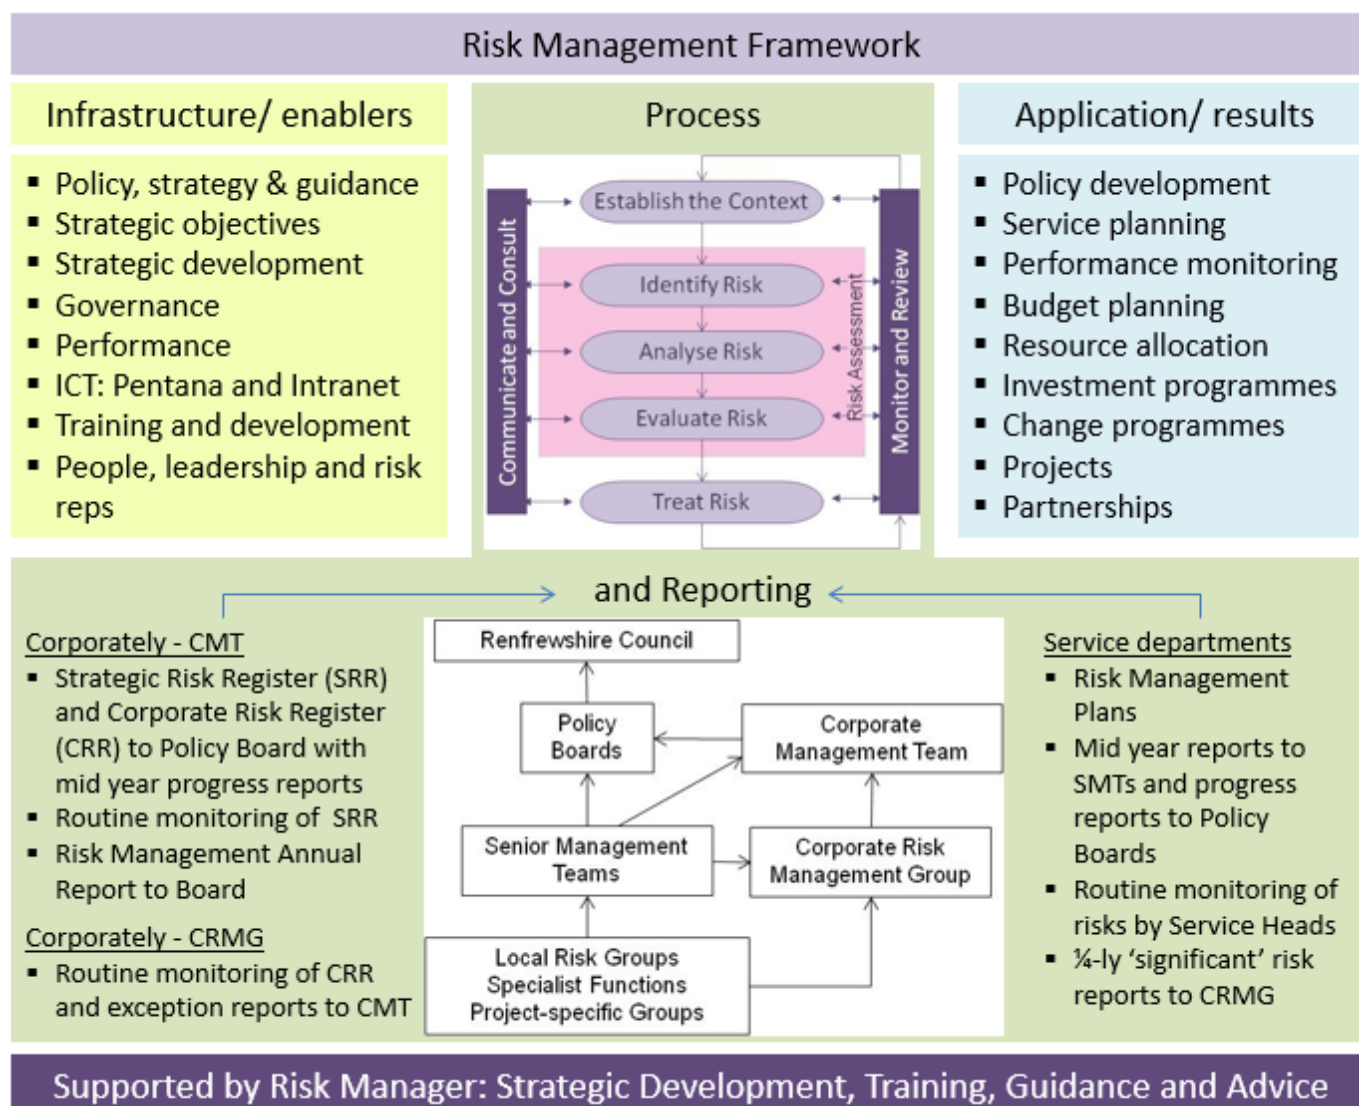 Risk Management Framework
Infrastructure/ enablers
▪ Policy, strategy & guidance
▪ Strategic objectives
▪ Strategic development
▪ Governance
▪ Performance
▪ ICT: Pentana and Intranet
▪ Training and development
▪ People, leadership and risk
reps
Process
Communicate and Consult
Establish the Context
Identify Risk
Analyse Risk
Evaluate Risk
Treat Risk
Risk Assessment
Monitor and Review
Application/ results
▪ Policy development
▪ Service planning
▪ Performance monitoring
▪ Budget planning
▪ Resource allocation
▪ Investment programmes
▪ Change programmes
▪ Projects
▪ Partnerships
and Reporting
Corporately - CMT
▪ Strategic Risk Register (SRR)
and Corporate Risk Register
(CRR) to Policy Board with
mid year progress reports
▪ Routine monitoring of SRR
▪ Risk Management Annual
Report to Board
Corporately - CRMG
▪ Routine monitoring of CRR
and exception reports to CMT
Renfrewshire Council
Policy
Boards
Corporate
Management Team
Senior Management
Teams
Corporate Risk
Management Group
Local Risk Groups
Specialist Functions
Project-specific Groups
Service departments
▪ Risk Management
Plans
▪ Mid year reports to
SMTs and progress
reports to Policy
Boards
▪ Routine monitoring of
risks by Service Heads
▪ ¼-ly ‘significant’ risk
reports to CRMG
Supported by Risk Manager: Strategic Development, Training, Guidance and Advice